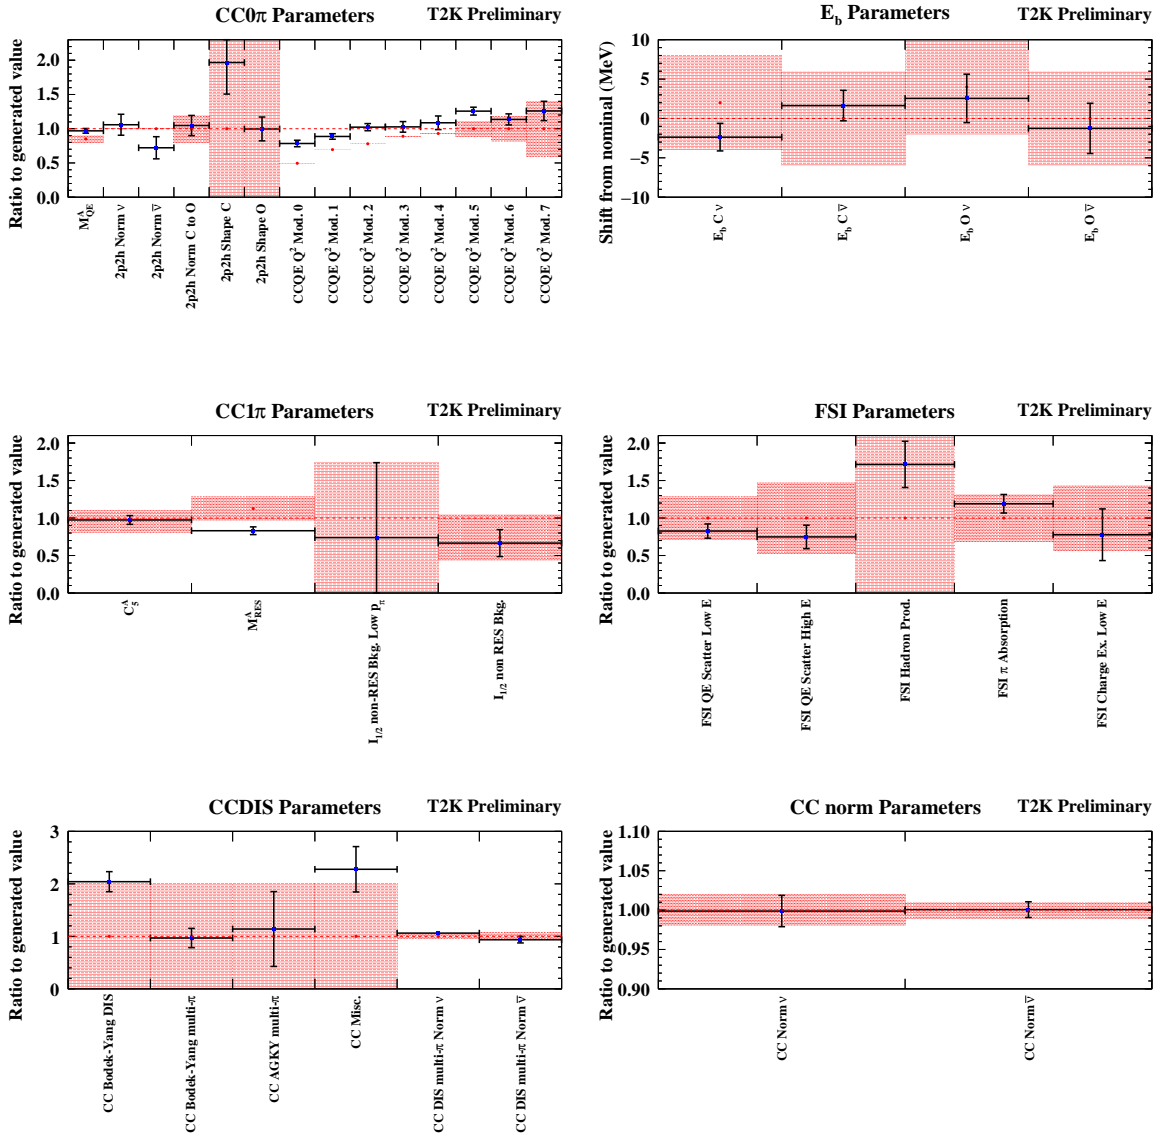 CC0π Parameters
T2K Preliminary
Ratio to generated value
2.0
1.5
1.0
0.5
0.0
M^A_QE
2p2h Norm ν
2p2h Norm ν̅
2p2h Norm C to O
2p2h Shape C
2p2h Shape O
CCQE Q² Mod. 0
CCQE Q² Mod. 1
CCQE Q² Mod. 2
CCQE Q² Mod. 3
CCQE Q² Mod. 4
CCQE Q² Mod. 5
CCQE Q² Mod. 6
CCQE Q² Mod. 7
E_b Parameters
T2K Preliminary
Shift from nominal (MeV)
10
5
0
−5
−10
E_b C ν
E_b C ν̅
E_b O ν
E_b O ν̅
CC1π Parameters
T2K Preliminary
Ratio to generated value
2.0
1.5
1.0
0.5
0.0
C^A_5
M^A_RES
I_1/2 non-RES Bkg. Low p_π
I_1/2 non RES Bkg.
FSI Parameters
T2K Preliminary
Ratio to generated value
2.0
1.5
1.0
0.5
0.0
FSI QE Scatter Low E
FSI QE Scatter High E
FSI Hadron Prod.
FSI π Absorption
FSI Charge Ex. Low E
CCDIS Parameters
T2K Preliminary
Ratio to generated value
3
2
1
0
CC Bodek-Yang DIS
CC Bodek-Yang multi-π
CC AGKY multi-π
CC Misc.
CC DIS multi-π Norm ν
CC DIS multi-π Norm ν̅
CC norm Parameters
T2K Preliminary
Ratio to generated value
1.10
1.05
1.00
0.95
0.90
CC Norm ν
CC Norm ν̅